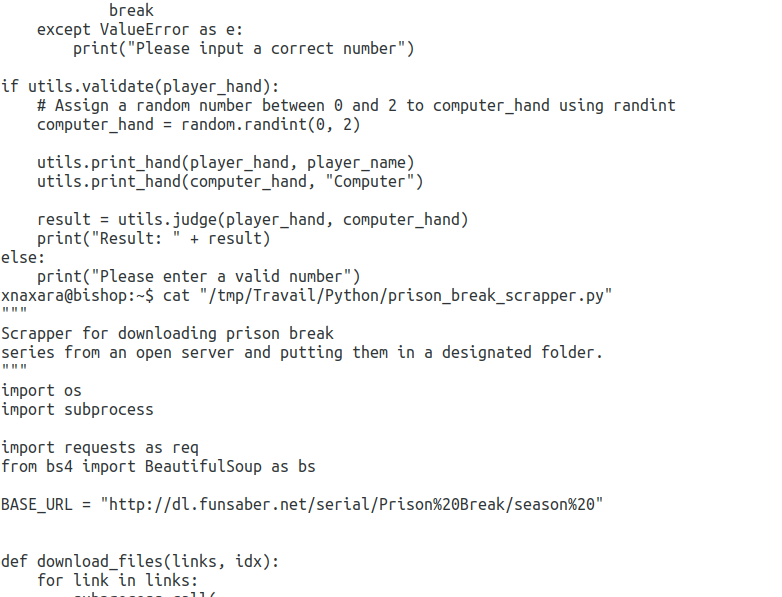 break
    except ValueError as e:
        print("Please input a correct number")

if utils.validate(player_hand):
    # Assign a random number between 0 and 2 to computer_hand using randint
    computer_hand = random.randint(0, 2)

    utils.print_hand(player_hand, player_name)
    utils.print_hand(computer_hand, "Computer")

    result = utils.judge(player_hand, computer_hand)
    print("Result: " + result)
else:
    print("Please enter a valid number")
xnaxara@bishop:~$ cat "/tmp/Travail/Python/prison_break_scrapper.py"
"""
Scrapper for downloading prison break
series from an open server and putting them in a designated folder.
"""
import os
import subprocess

import requests as req
from bs4 import BeautifulSoup as bs

BASE_URL = "http://dl.funsaber.net/serial/Prison%20Break/season%20"


def download_files(links, idx):
    for link in links:
        subprocess.call(